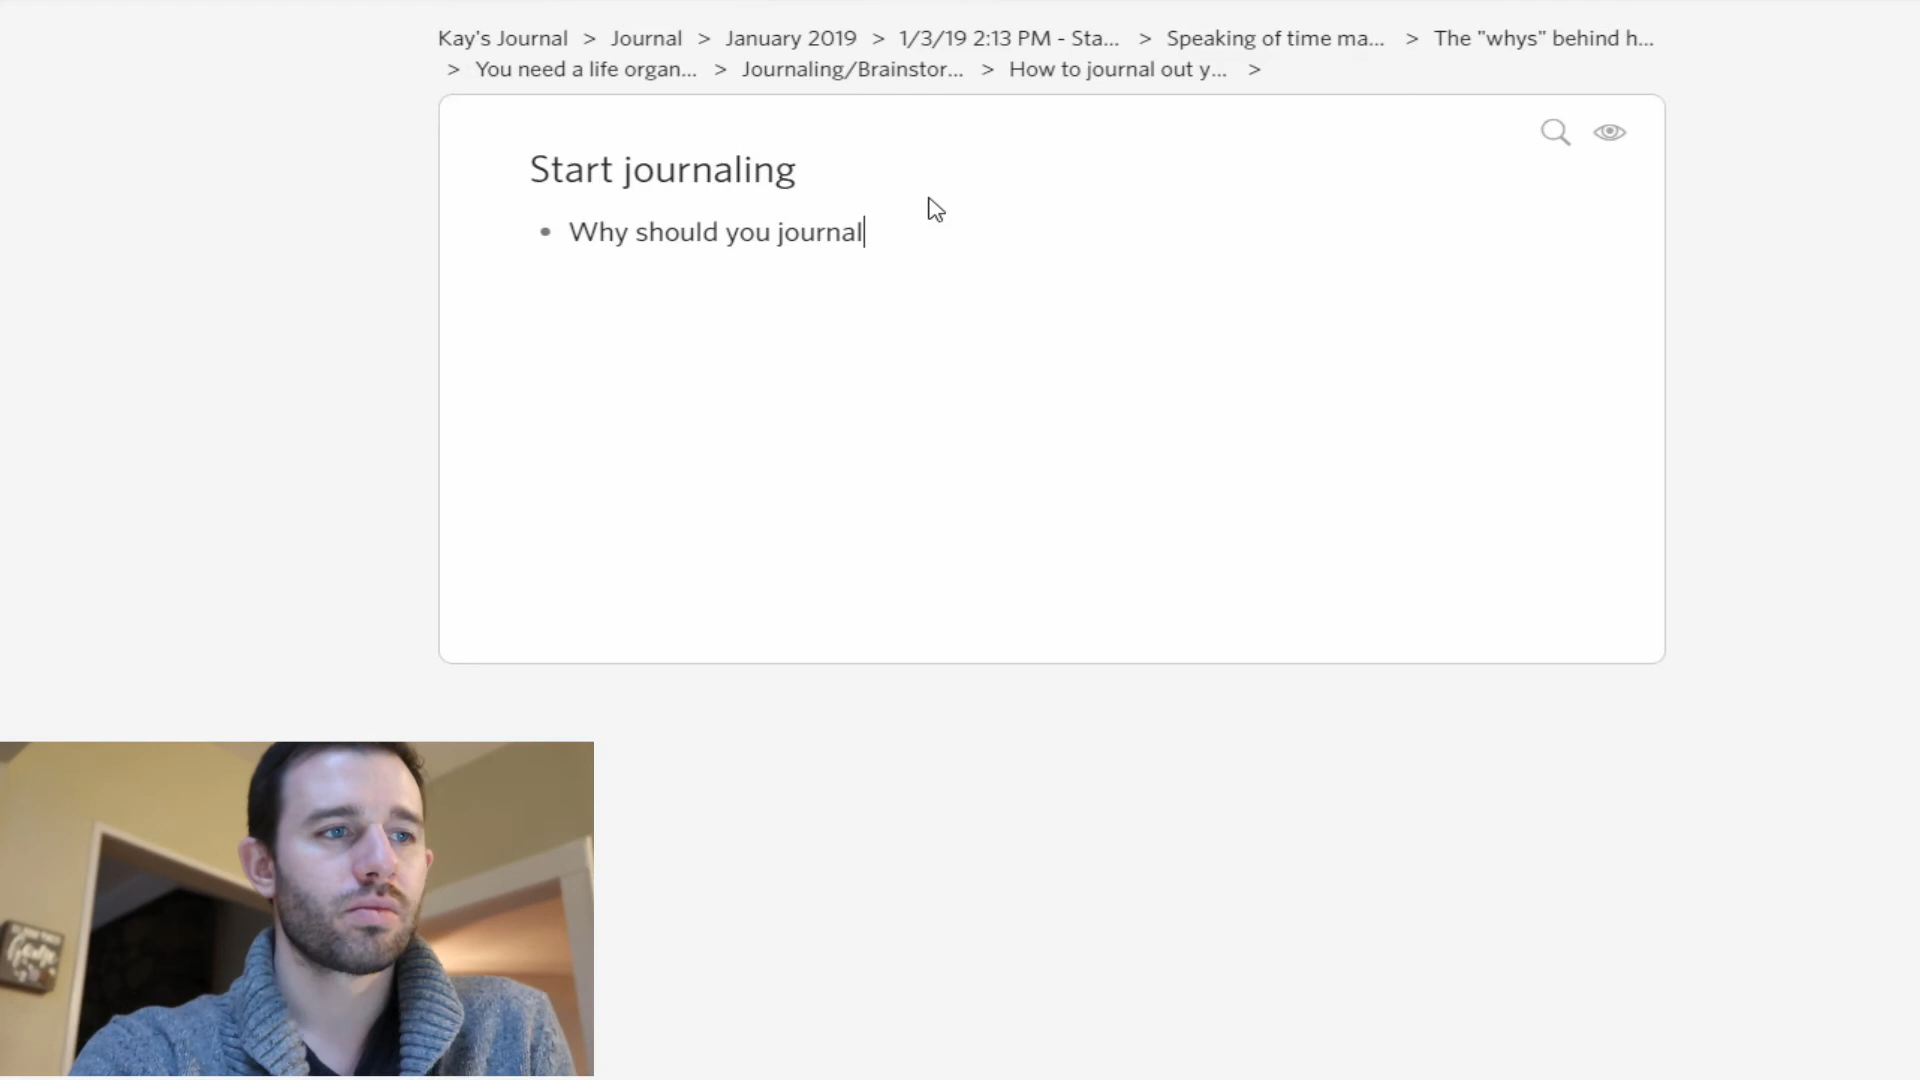 Kay's Journal > Journal > January 2019 > 1/3/19 2:13 PM - Sta... > Speaking of time ma... > The "whys" behind h...
> You need a life organ... > Journaling/Brainstor... > How to journal out y... >
Start journaling
• Why should you journal